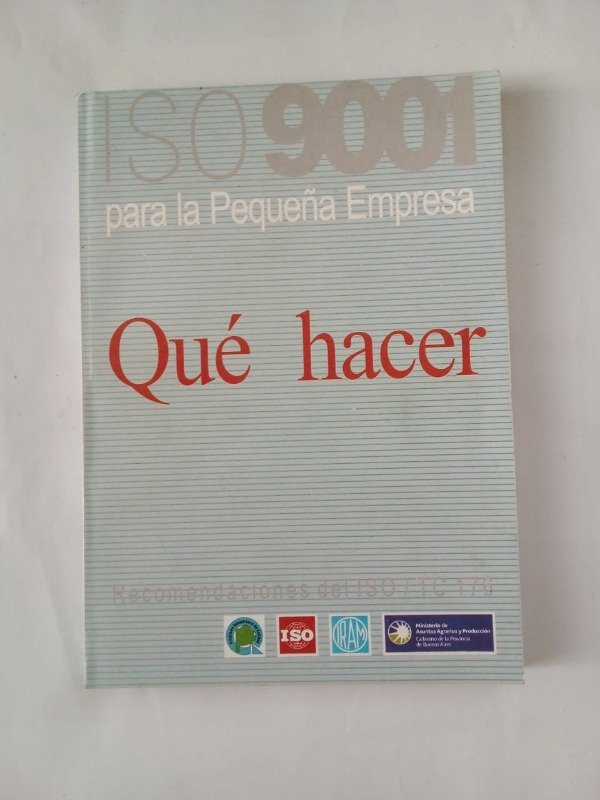 ISO 9001
para la Pequeña Empresa
Qué hacer
Recomendaciones del ISO / TC 176
ISO
IRAM
Ministerio de
Asuntos Agrarios y Producción
Gobierno de la Provincia
de Buenos Aires